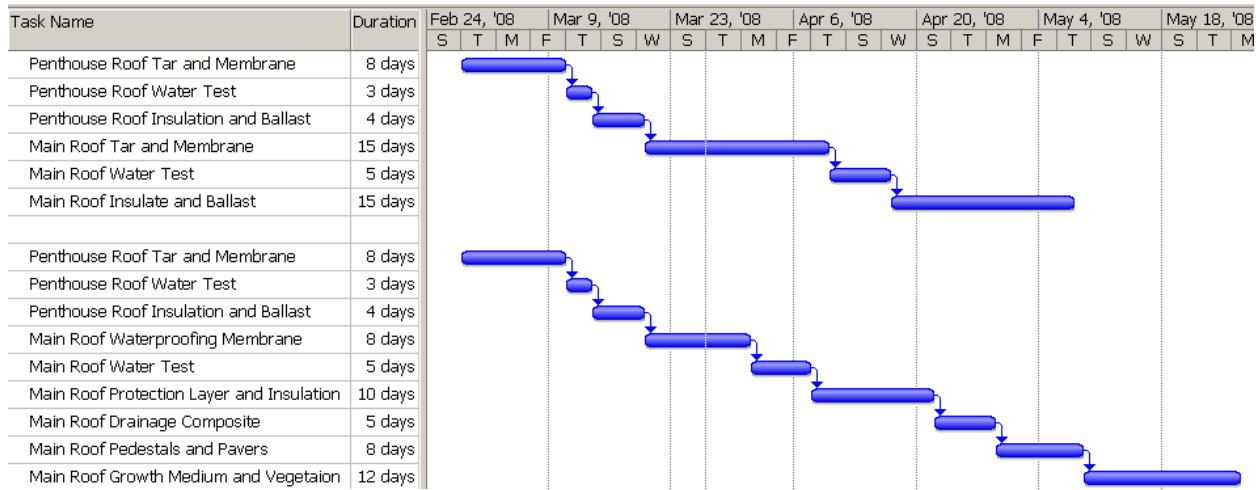 Task Name Duration Feb 24, '08 Mar 9, '08 Mar 23, '08 Apr 6, '08 Apr 20, '08 May 4, '08 May 18, '08
S T M F T S W S T M F T S W S T M F T S W S T M
Penthouse Roof Tar and Membrane 8 days
Penthouse Roof Water Test 3 days
Penthouse Roof Insulation and Ballast 4 days
Main Roof Tar and Membrane 15 days
Main Roof Water Test 5 days
Main Roof Insulate and Ballast 15 days
Penthouse Roof Tar and Membrane 8 days
Penthouse Roof Water Test 3 days
Penthouse Roof Insulation and Ballast 4 days
Main Roof Waterproofing Membrane 8 days
Main Roof Water Test 5 days
Main Roof Protection Layer and Insulation 10 days
Main Roof Drainage Composite 5 days
Main Roof Pedestals and Pavers 8 days
Main Roof Growth Medium and Vegetaion 12 days